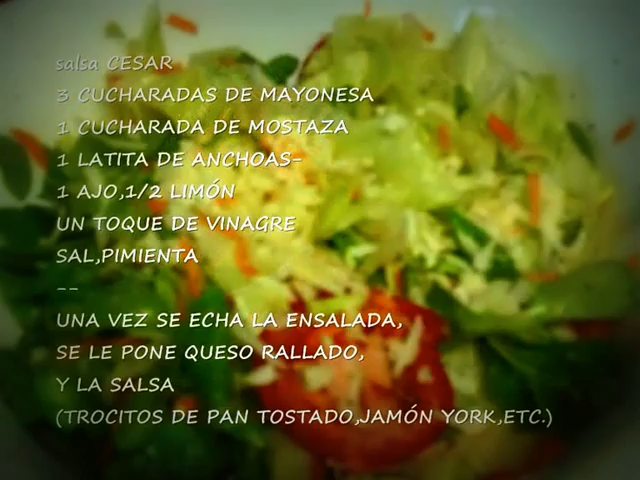 salsa CESAR
3 CUCHARADAS DE MAYONESA
1 CUCHARADA DE MOSTAZA
1 LATITA DE ANCHOAS-
1 AJO,1/2 LIMÓN
UN TOQUE DE VINAGRE
SAL,PIMIENTA
--
UNA VEZ SE ECHA LA ENSALADA,
SE LE PONE QUESO RALLADO,
Y LA SALSA
(TROCITOS DE PAN TOSTADO,JAMÓN YORK,ETC.)